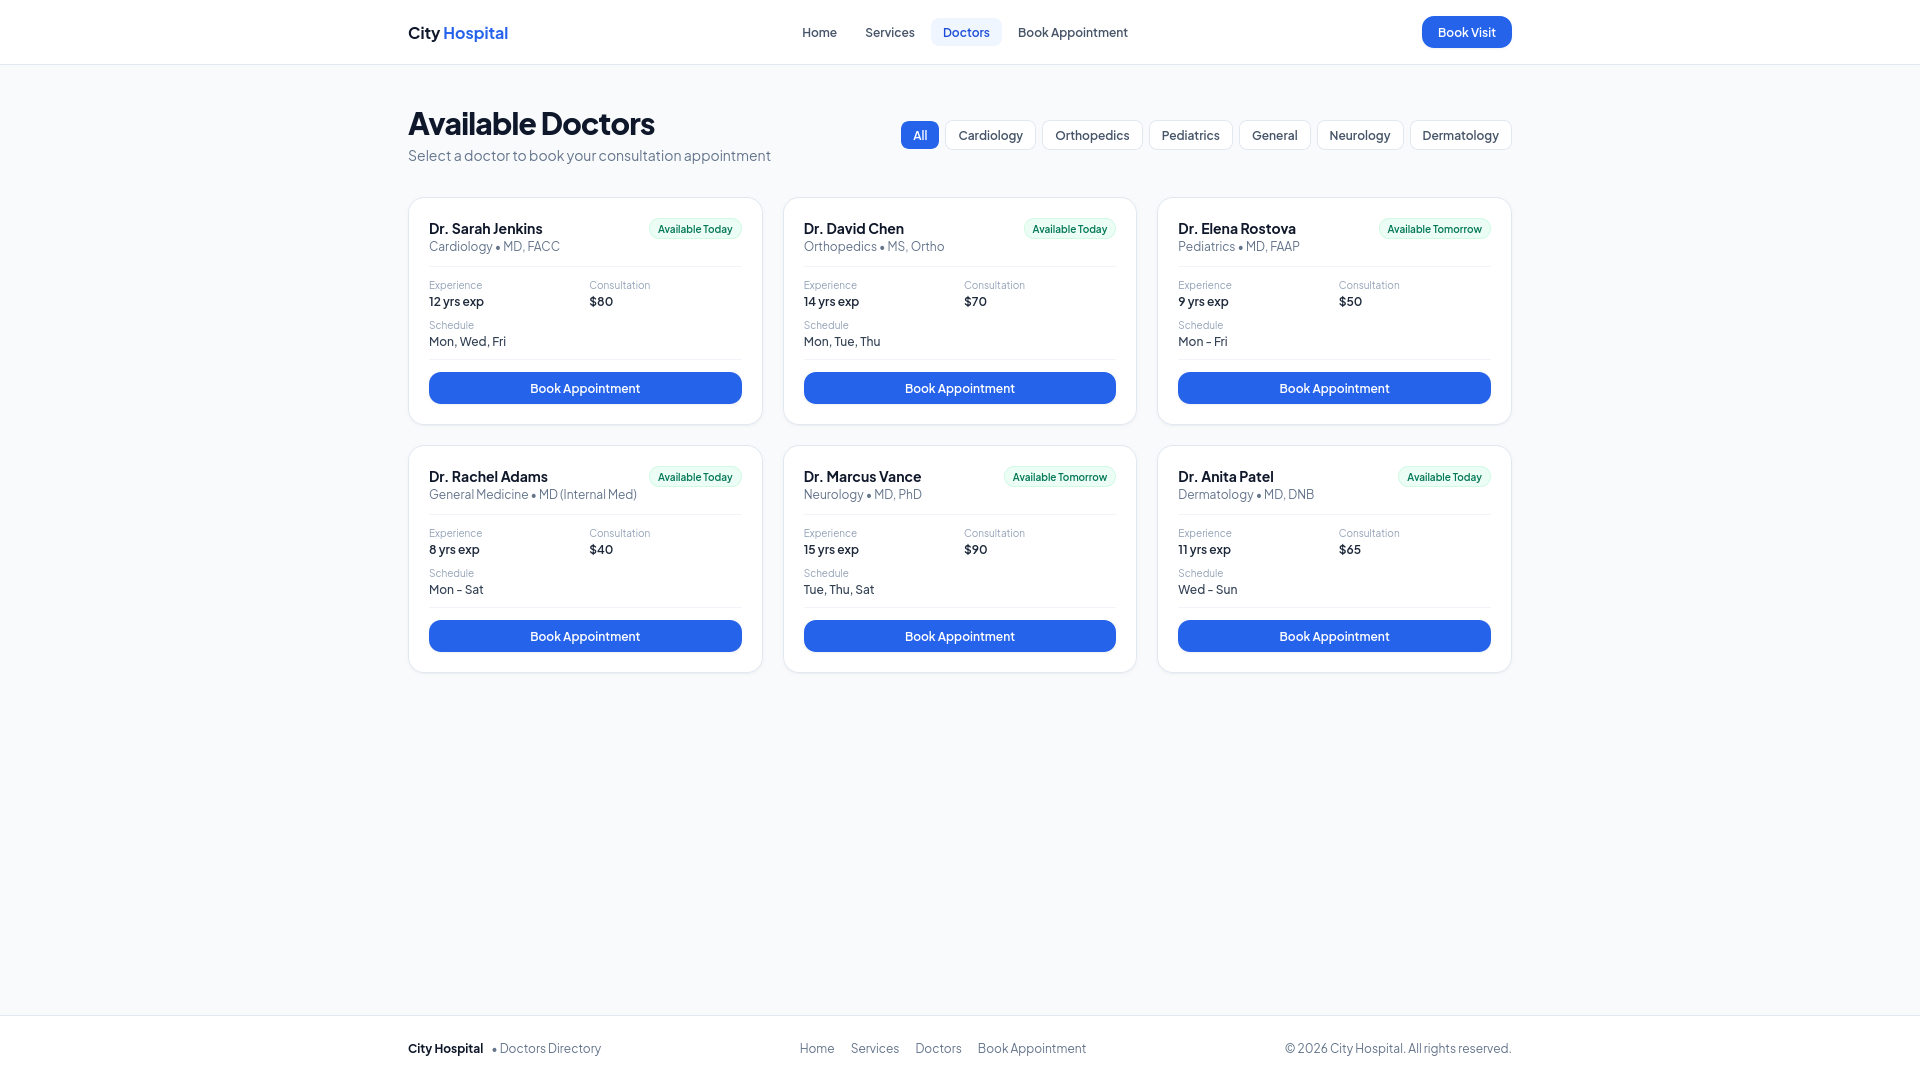 City Hospital
Home Services Doctors Book Appointment
Book Visit
Available Doctors
Select a doctor to book your consultation appointment
All Cardiology Orthopedics Pediatrics General Neurology Dermatology
Dr. Sarah Jenkins
Available Today
Cardiology • MD, FACC
Experience
12 yrs exp
Consultation
$80
Schedule
Mon, Wed, Fri
Book Appointment
Dr. David Chen
Available Today
Orthopedics • MS, Ortho
Experience
14 yrs exp
Consultation
$70
Schedule
Mon, Tue, Thu
Book Appointment
Dr. Elena Rostova
Available Tomorrow
Pediatrics • MD, FAAP
Experience
9 yrs exp
Consultation
$50
Schedule
Mon - Fri
Book Appointment
Dr. Rachel Adams
Available Today
General Medicine • MD (Internal Med)
Experience
8 yrs exp
Consultation
$40
Schedule
Mon - Sat
Book Appointment
Dr. Marcus Vance
Available Tomorrow
Neurology • MD, PhD
Experience
15 yrs exp
Consultation
$90
Schedule
Tue, Thu, Sat
Book Appointment
Dr. Anita Patel
Available Today
Dermatology • MD, DNB
Experience
11 yrs exp
Consultation
$65
Schedule
Wed - Sun
Book Appointment
City Hospital • Doctors Directory
Home Services Doctors Book Appointment
© 2026 City Hospital. All rights reserved.